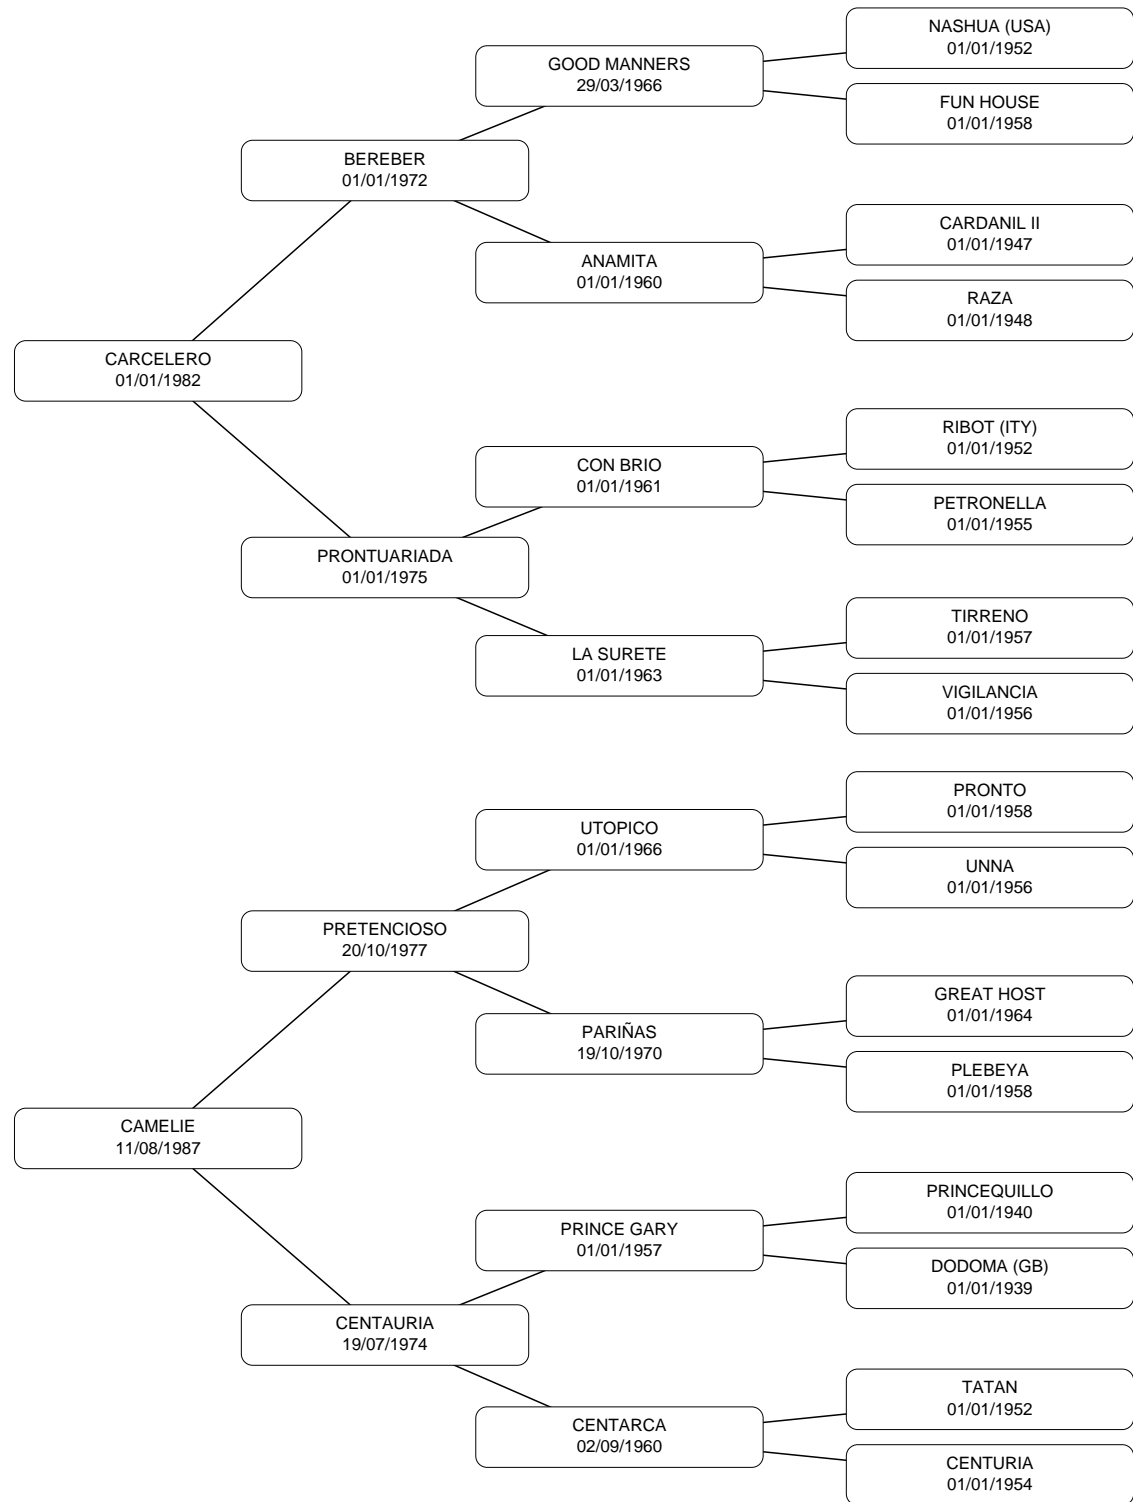 NASHUA (USA)
01/01/1952
GOOD MANNERS
29/03/1966
FUN HOUSE
01/01/1958
BEREBER
01/01/1972
CARDANIL II
01/01/1947
ANAMITA
01/01/1960
RAZA
01/01/1948
CARCELERO
01/01/1982
RIBOT (ITY)
01/01/1952
CON BRIO
01/01/1961
PETRONELLA
01/01/1955
PRONTUARIADA
01/01/1975
TIRRENO
01/01/1957
LA SURETE
01/01/1963
VIGILANCIA
01/01/1956
PRONTO
01/01/1958
UTOPICO
01/01/1966
UNNA
01/01/1956
PRETENCIOSO
20/10/1977
GREAT HOST
01/01/1964
PARIÑAS
19/10/1970
PLEBEYA
01/01/1958
CAMELIE
11/08/1987
PRINCEQUILLO
01/01/1940
PRINCE GARY
01/01/1957
DODOMA (GB)
01/01/1939
CENTAURIA
19/07/1974
TATAN
01/01/1952
CENTARCA
02/09/1960
CENTURIA
01/01/1954